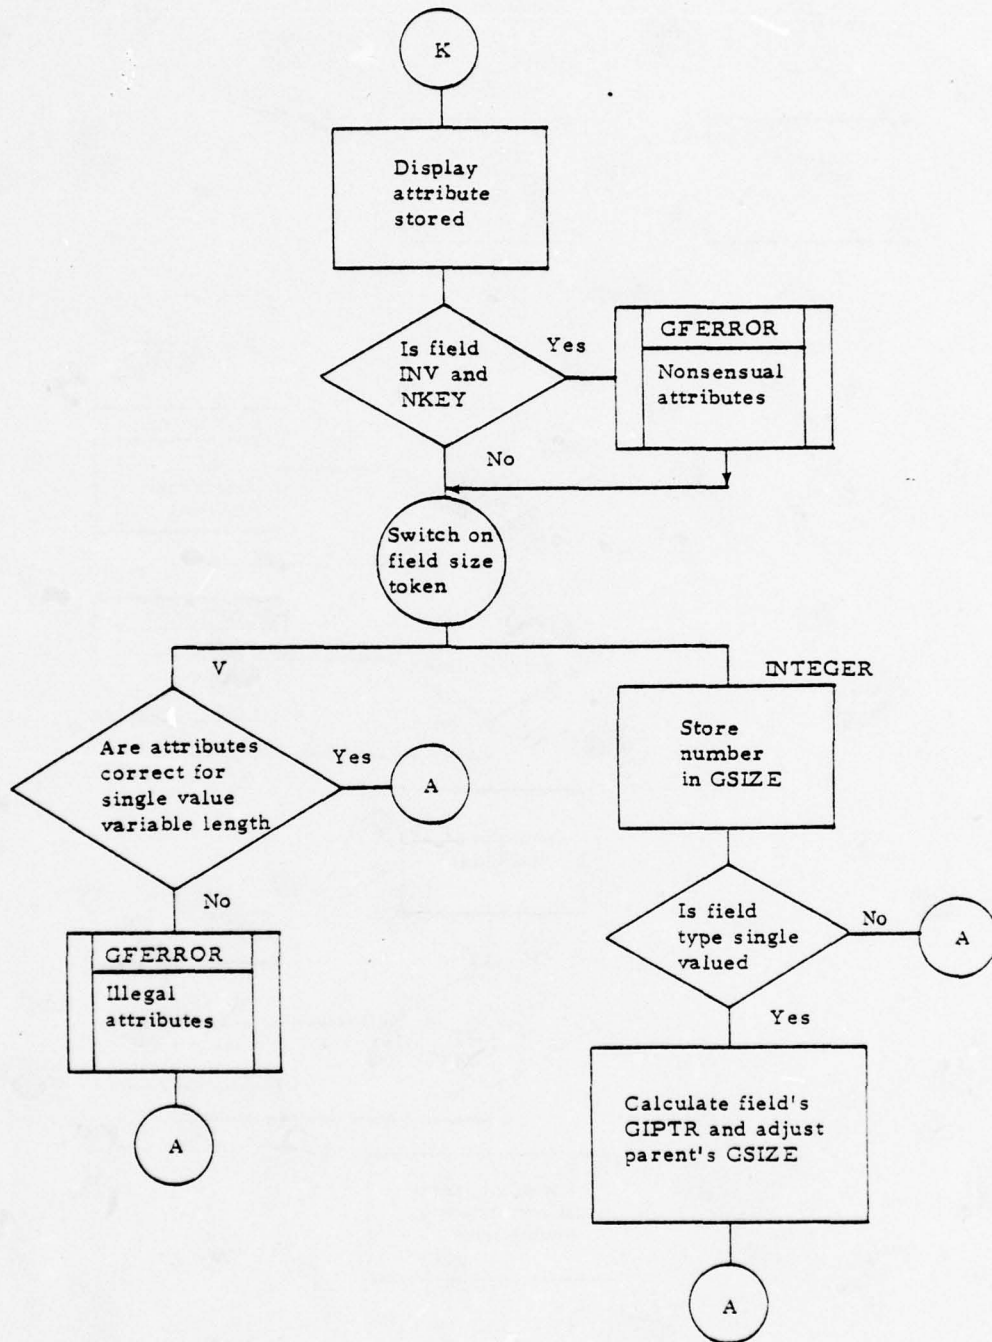 K
Display
attribute
stored
Is field
INV and
NKEY
Yes
GFERROR
Nonsensual
attributes
No
Switch on
field size
token
V
INTEGER
Are attributes
correct for
single value
variable length
Yes
A
Store
number
in GSIZE
No
GFERROR
Illegal
attributes
A
Is field
type single
valued
No
A
Yes
Calculate field's
GIPTR and adjust
parent's GSIZE
A